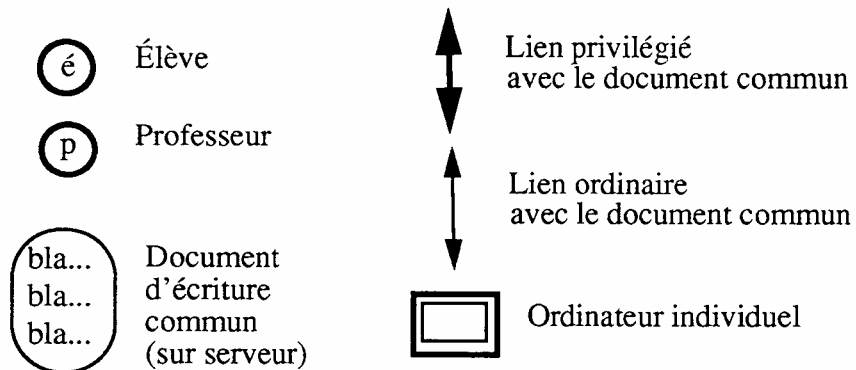 é
Élève
p
Professeur
bla...
bla...
bla...
Document
d'écriture
commun
(sur serveur)
Lien privilégié
avec le document commun
Lien ordinaire
avec le document commun
Ordinateur individuel